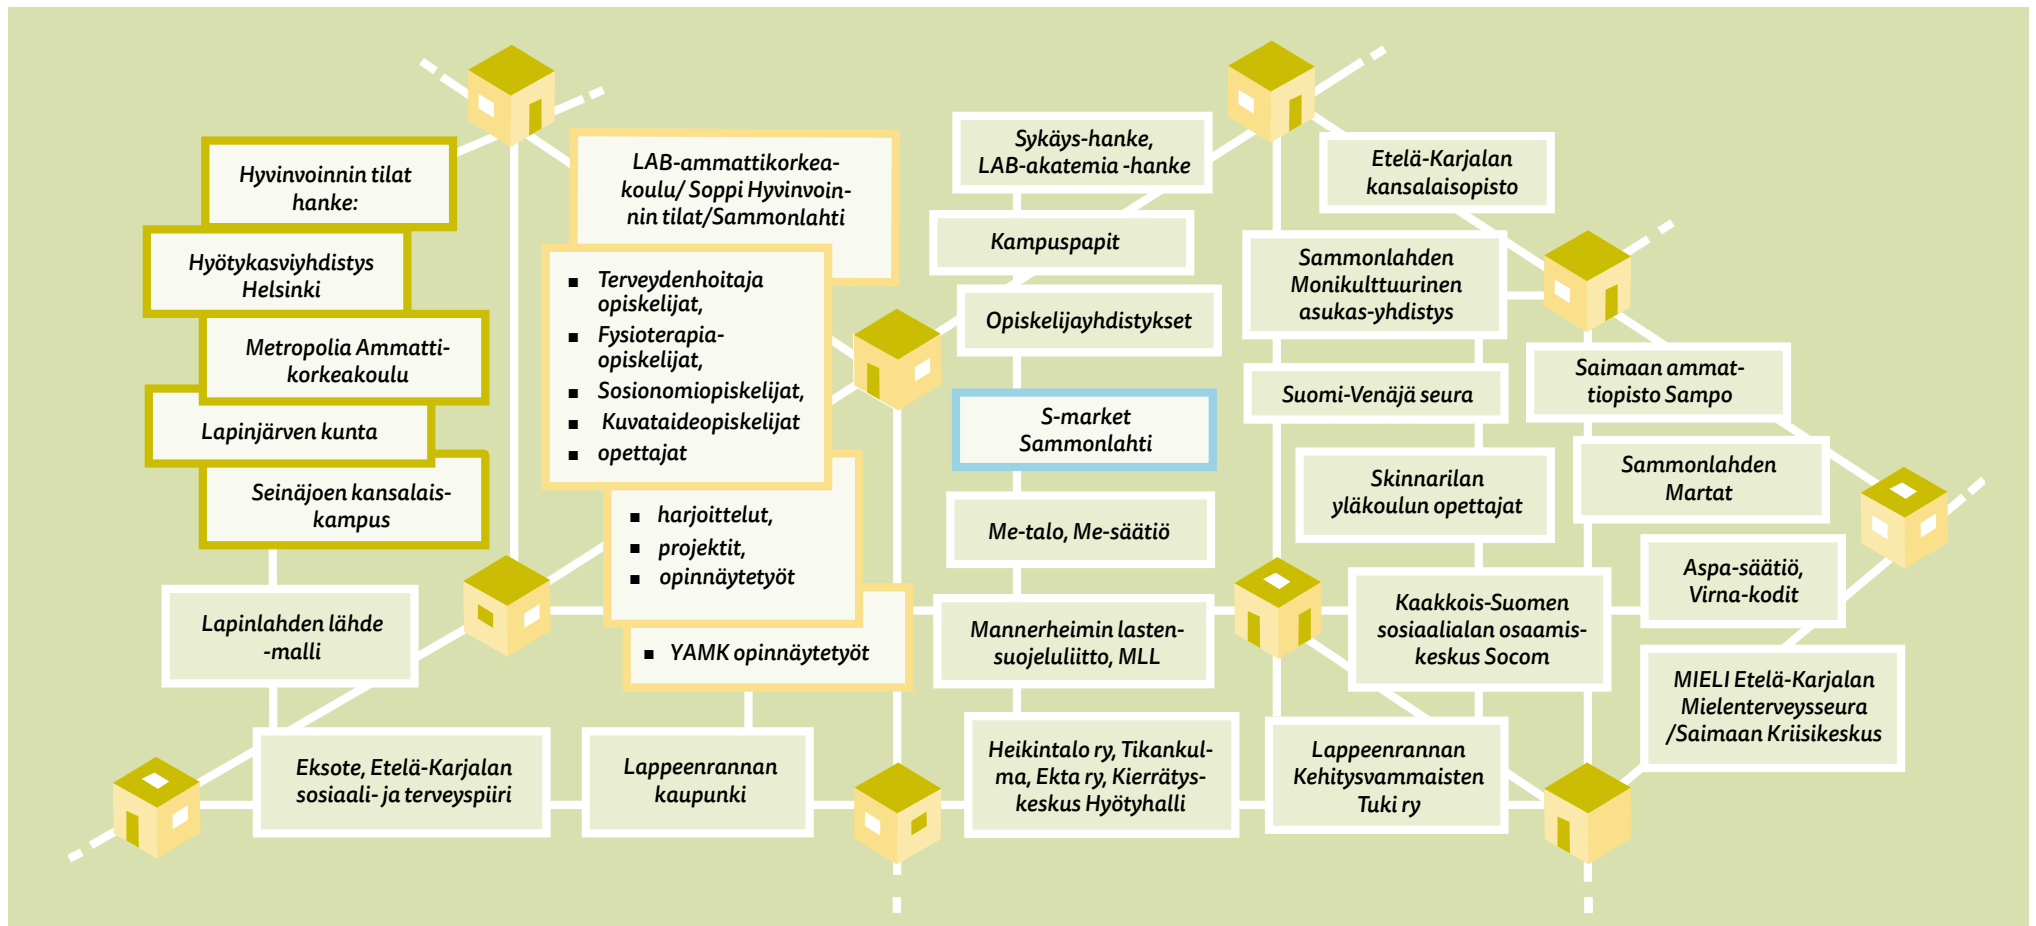 Hyvinvoinnin tilat
hanke:
Hyötykasviyhdistys
Helsinki
Metropolia Ammatti-
korkeakoulu
Lapinjärven kunta
Seinäjoen kansalais-
kampus
Lapinlahden lähde
-malli
Eksote, Etelä-Karjalan
sosiaali- ja terveyspiiri
LAB-ammattikorkea-
koulu/ Soppi Hyvinvoin-
nin tilat/Sammonlahti
▪ Terveydenhoitaja
opiskelijat,
▪ Fysioterapia-
opiskelijat,
▪ Sosionomiopiskelijat,
▪ Kuvataideopiskelijat
▪ opettajat
▪ harjoittelut,
▪ projektit,
▪ opinnäytetyöt
▪ YAMK opinnäytetyöt
Lappeenrannan
kaupunki
Sykäys-hanke,
LAB-akatemia -hanke
Kampuspapit
Opiskelijayhdistykset
S-market
Sammonlahti
Me-talo, Me-säätiö
Mannerheimin lasten-
suojeluliitto, MLL
Heikintalo ry, Tikankul-
ma, Ekta ry, Kierrätys-
keskus Hyötyhalli
Etelä-Karjalan
kansalaisopisto
Sammonlahden
Monikulttuurinen
asukas-yhdistys
Suomi-Venäjä seura
Skinnarilan
yläkoulun opettajat
Kaakkois-Suomen
sosiaalialan osaamis-
keskus Socom
Lappeenrannan
Kehitysvammaisten
Tuki ry
Saimaan ammat-
tiopisto Sampo
Sammonlahden
Martat
Aspa-säätiö,
Virna-kodit
MIELI Etelä-Karjalan
Mielenterveysseura
/Saimaan Kriisikeskus